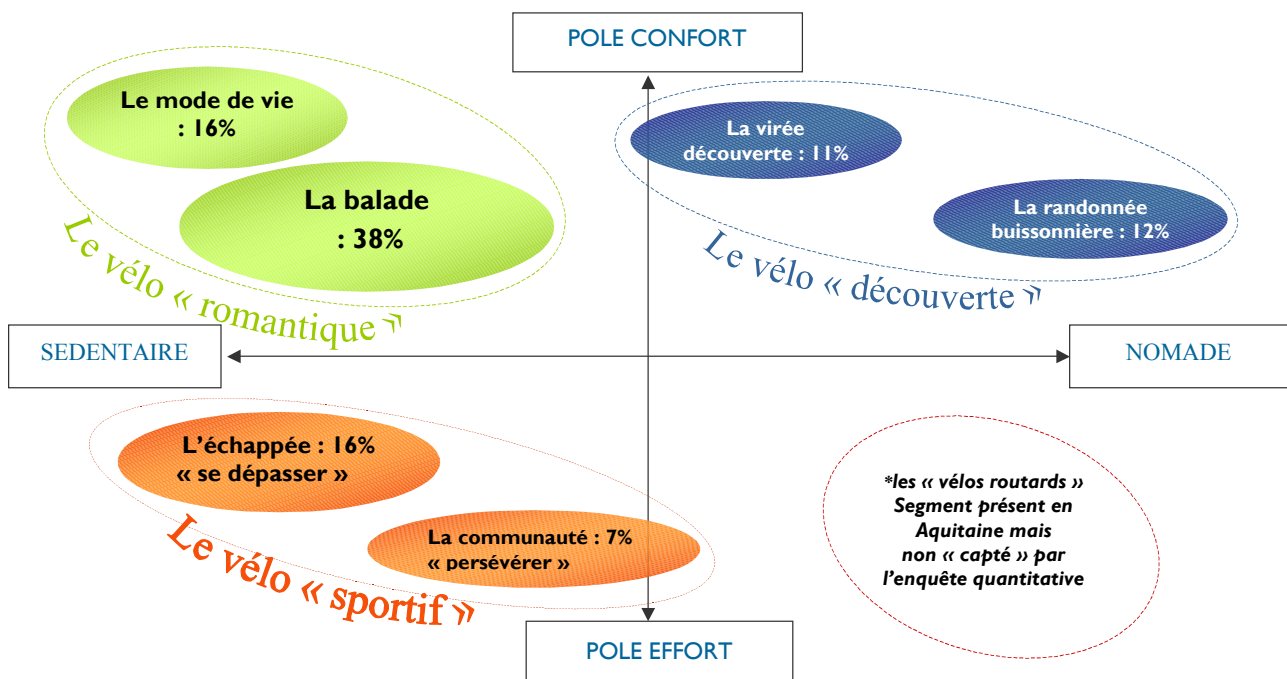 POLE CONFORT
Le mode de vie
: 16%
La balade
: 38%
Le vélo « romantique »
La virée
découverte : 11%
La randonnée
buissonnière : 12%
Le vélo « découverte »
SEDENTAIRE
NOMADE
L’échappée : 16%
« se dépasser »
La communauté : 7%
« persévérer »
Le vélo « sportif »
*les « vélos routards »
Segment présent en
Aquitaine mais
non « capté » par
l’enquête quantitative
POLE EFFORT